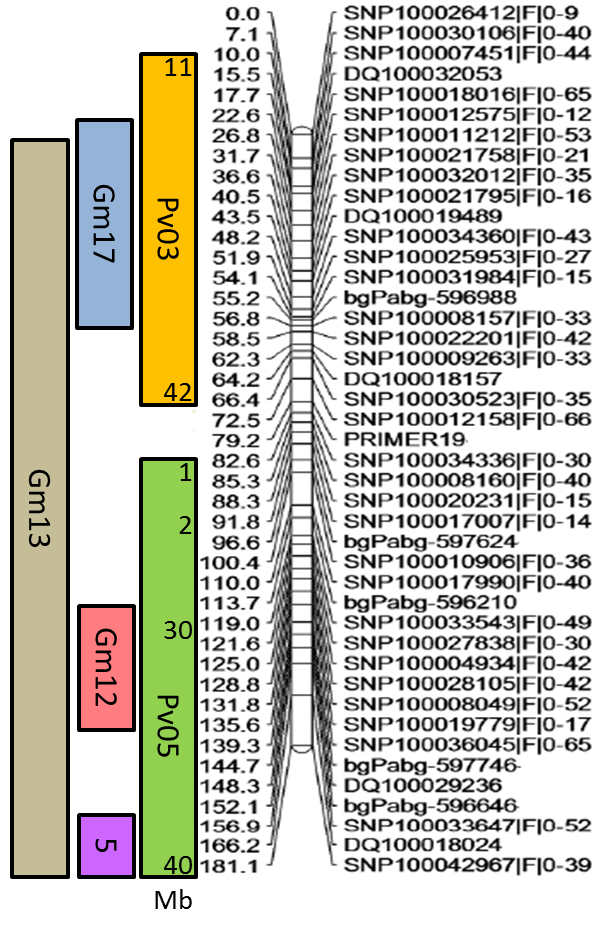 0.0 SNP100026412|F|0-9
7.1 SNP100030106|F|0-40
10.0 SNP100007451|F|0-44
15.5 DQ100032053
17.7 SNP100018016|F|0-65
22.6 SNP100012575|F|0-12
26.8 SNP100011212|F|0-53
31.7 SNP100021758|F|0-21
36.6 SNP100032012|F|0-35
40.5 SNP100021795|F|0-16
43.5 DQ100019489
48.2 SNP100034360|F|0-43
51.9 SNP100025953|F|0-27
54.1 SNP100031984|F|0-15
55.2 bgPabg-596988
56.8 SNP100008157|F|0-33
58.5 SNP100022201|F|0-42
62.3 SNP100009263|F|0-33
64.2 DQ100018157
66.4 SNP100030523|F|0-35
72.5 SNP100012158|F|0-66
79.2 PRIMER19
82.6 SNP100034336|F|0-30
85.3 SNP100008160|F|0-40
88.3 SNP100020231|F|0-15
91.8 SNP100017007|F|0-14
96.6 bgPabg-597624
100.4 SNP100010906|F|0-36
110.0 SNP100017990|F|0-40
113.7 bgPabg-596210
119.0 SNP100033543|F|0-49
121.6 SNP100027838|F|0-30
125.0 SNP100004934|F|0-42
128.8 SNP100028105|F|0-42
131.8 SNP100008049|F|0-52
135.6 SNP100019779|F|0-17
139.3 SNP100036045|F|0-65
144.7 bgPabg-597746
148.3 DQ100029236
152.1 bgPabg-596646
156.9 SNP100033647|F|0-52
166.2 DQ100018024
181.1 SNP100042967|F|0-39
Gm13
Gm17
Gm12
5
11
Pv03
42
1
2
30
Pv05
40
Mb